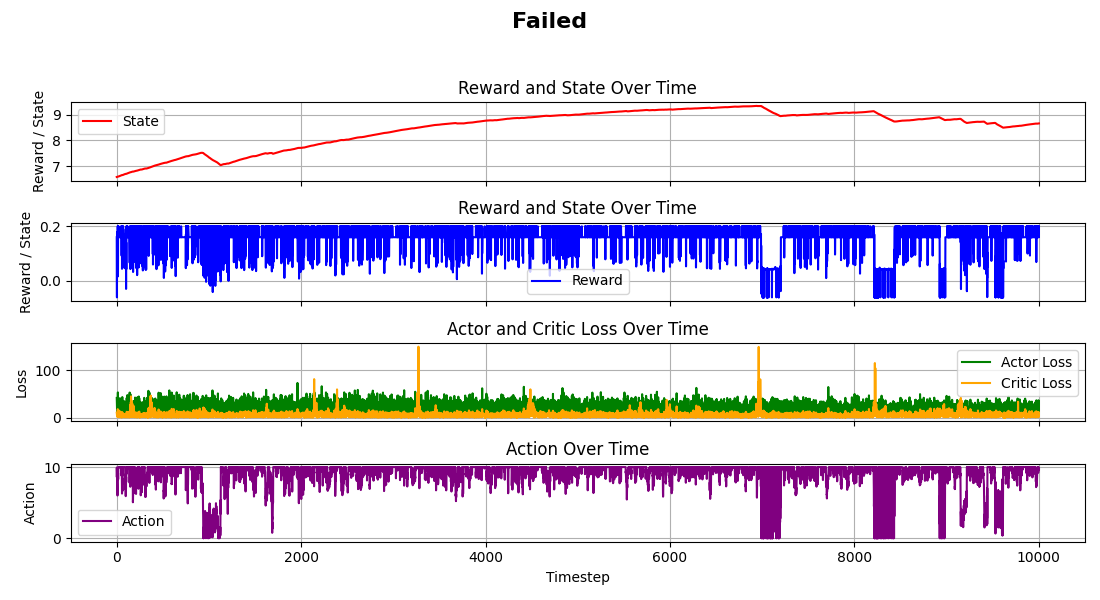 Failed
Reward and State Over Time
Reward / State
9
8
7
State
Reward and State Over Time
Reward / State
0.2
0.0
Reward
Actor and Critic Loss Over Time
Loss
100
0
Actor Loss
Critic Loss
Action Over Time
Action
10
0
Action
0 2000 4000 6000 8000 10000
Timestep